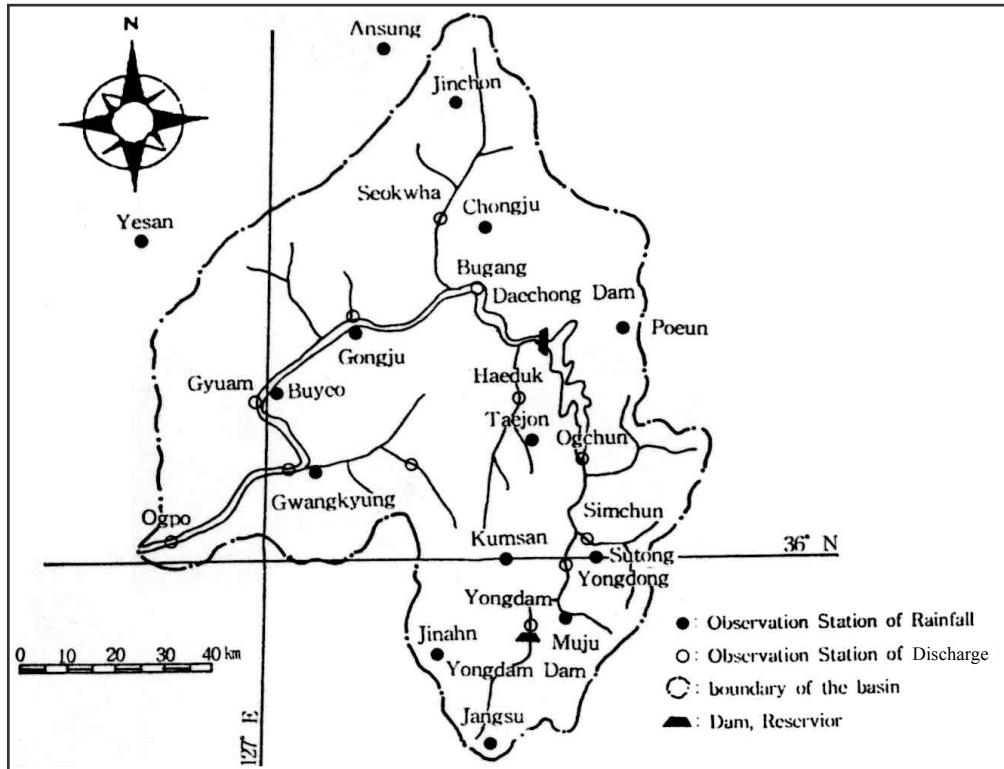 N
Ansung
Jinchon
Seokwha
Chongju
Yesan
Bugang
Daechong Dam
Poeun
Gongju
Haeduk
Gyuam
Buyeo
Taejon
Ogchun
Gwangkyung
Simchun
Ogpo
Kumsan
Sutong
36° N
Yongdong
Yongdam
Muju
Jinahn
Yongdam Dam
Jangsu
127° E
0 10 20 30 40 km
: Observation Station of Rainfall
: Observation Station of Discharge
: boundary of the basin
: Dam, Reservior